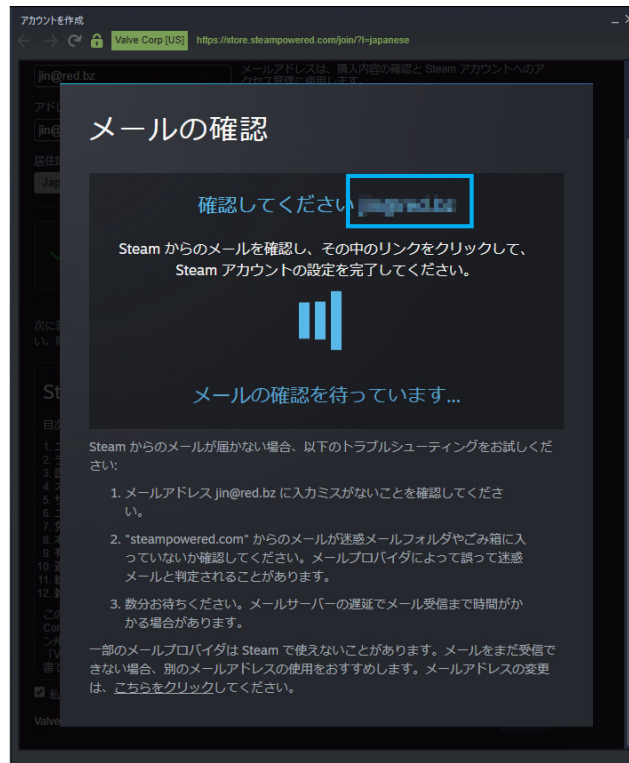 アカウントを作成
Valve Corp [US] https://store.steampowered.com/join/?l=japanese
jin@red.bz
メールアドレスは、購入内容の確認と Steam アカウントへのア
クセス管理に使用します。
メールの確認
確認してください
Steam からのメールを確認し、その中のリンクをクリックして、
Steam アカウントの設定を完了してください。
メールの確認を待っています...
Steam からのメールが届かない場合、以下のトラブルシューティングをお試しくだ
さい:
1. メールアドレス jin@red.bz に入力ミスがないことを確認してくださ
い。
2. "steampowered.com" からのメールが迷惑メールフォルダやごみ箱に入
っていないか確認してください。メールプロバイダによって誤って迷惑
メールと判定されることがあります。
3. 数分お待ちください。メールサーバーの遅延でメール受信まで時間がか
かる場合があります。
一部のメールプロバイダは Steam で使えないことがあります。メールをまだ受信で
きない場合、別のメールアドレスの使用をおすすめします。メールアドレスの変更
は、こちらをクリックしてください。
Valve